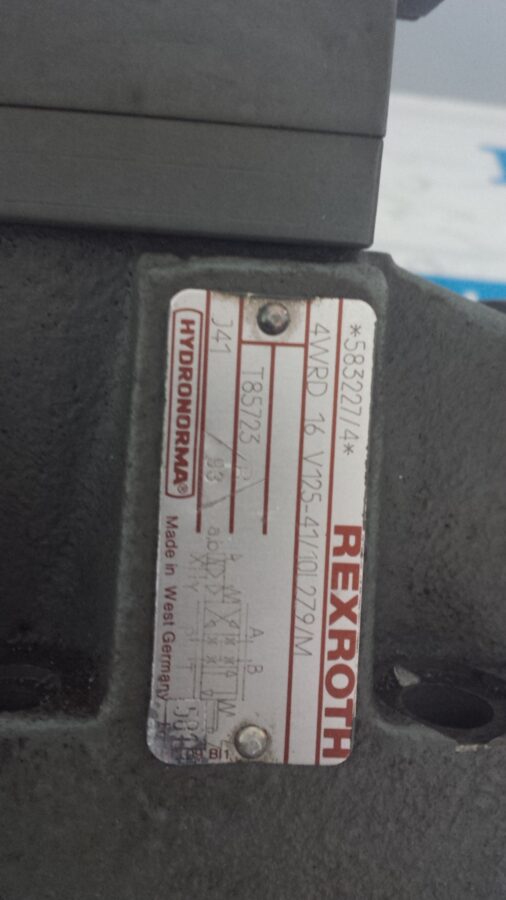 *583227/4*
REXROTH
4WRD 16 V125-41/10L279/M
T85723
J41
HYDRONORMA®
Made in West Germany
A B